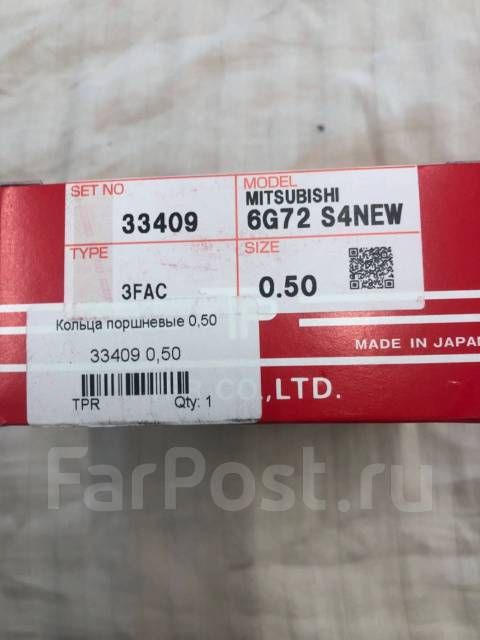 SET NO
33409
MODEL
MITSUBISHI
6G72 S4NEW
TYPE
3FAC
SIZE
0.50
Кольца поршневые 0,50
33409 0,50
TPR Qty: 1
MADE IN JAPAN
CO.,LTD.
FarPost.ru